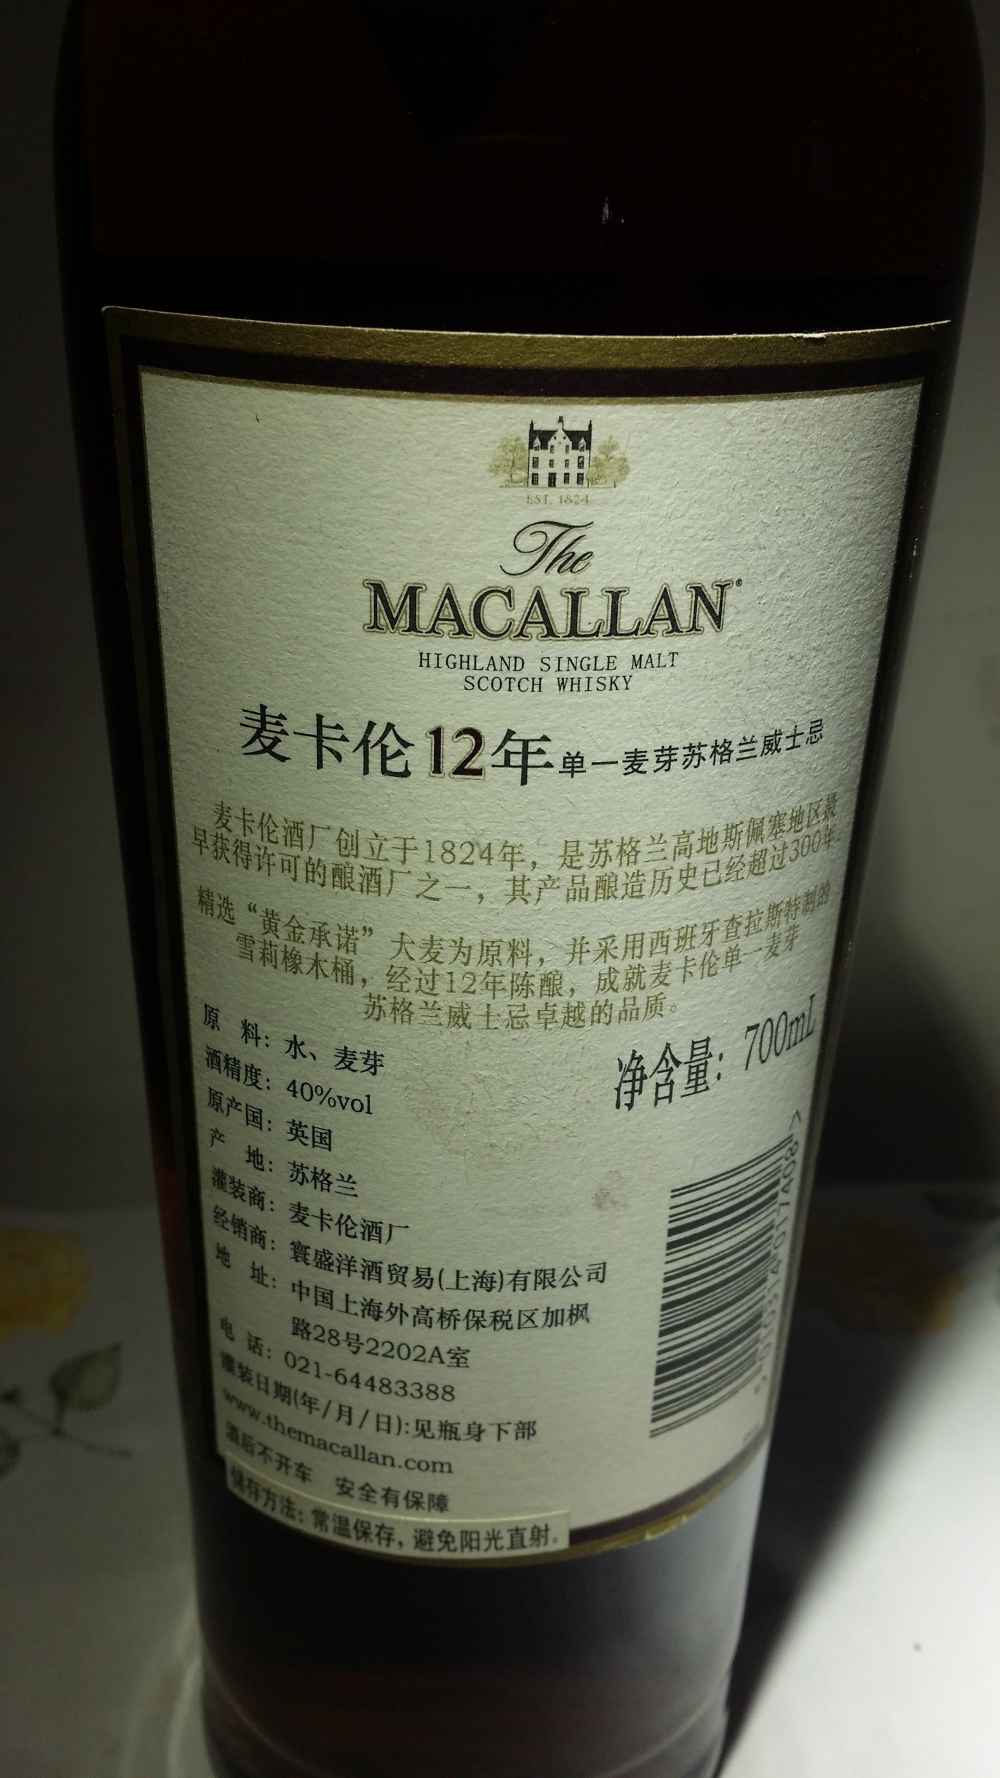 EST. 1824
The
MACALLAN
HIGHLAND SINGLE MALT
SCOTCH WHISKY
麦卡伦12年单一麦芽苏格兰威士忌
麦卡伦酒厂创立于1824年，是苏格兰高地斯佩塞地区最
早获得许可的酿酒厂之一，其产品酿造历史已经超过300年
精选“黄金承诺”大麦为原料，并采用西班牙查拉斯特制的
雪莉橡木桶，经过12年陈酿，成就麦卡伦单一麦芽
苏格兰威士忌卓越的品质。
原 料：水、麦芽
净含量：700mL
酒精度：40%vol
原产国：英国
产 地：苏格兰
灌装商：麦卡伦酒厂
经销商：寰盛洋酒贸易(上海)有限公司
地 址：中国上海外高桥保税区加枫
路28号2202A室
电 话：021-64483388
灌装日期(年/月/日):见瓶身下部
www.themacallan.com
酒后不开车 安全有保障
储存方法：常温保存，避免阳光直射。